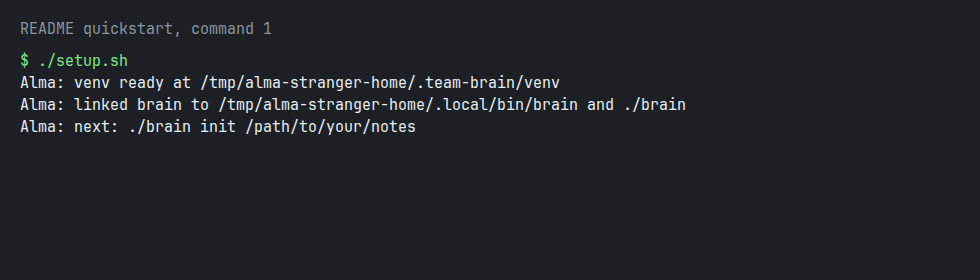 README quickstart, command 1
$ ./setup.sh
Alma: venv ready at /tmp/alma-stranger-home/.team-brain/venv
Alma: linked brain to /tmp/alma-stranger-home/.local/bin/brain and ./brain
Alma: next: ./brain init /path/to/your/notes